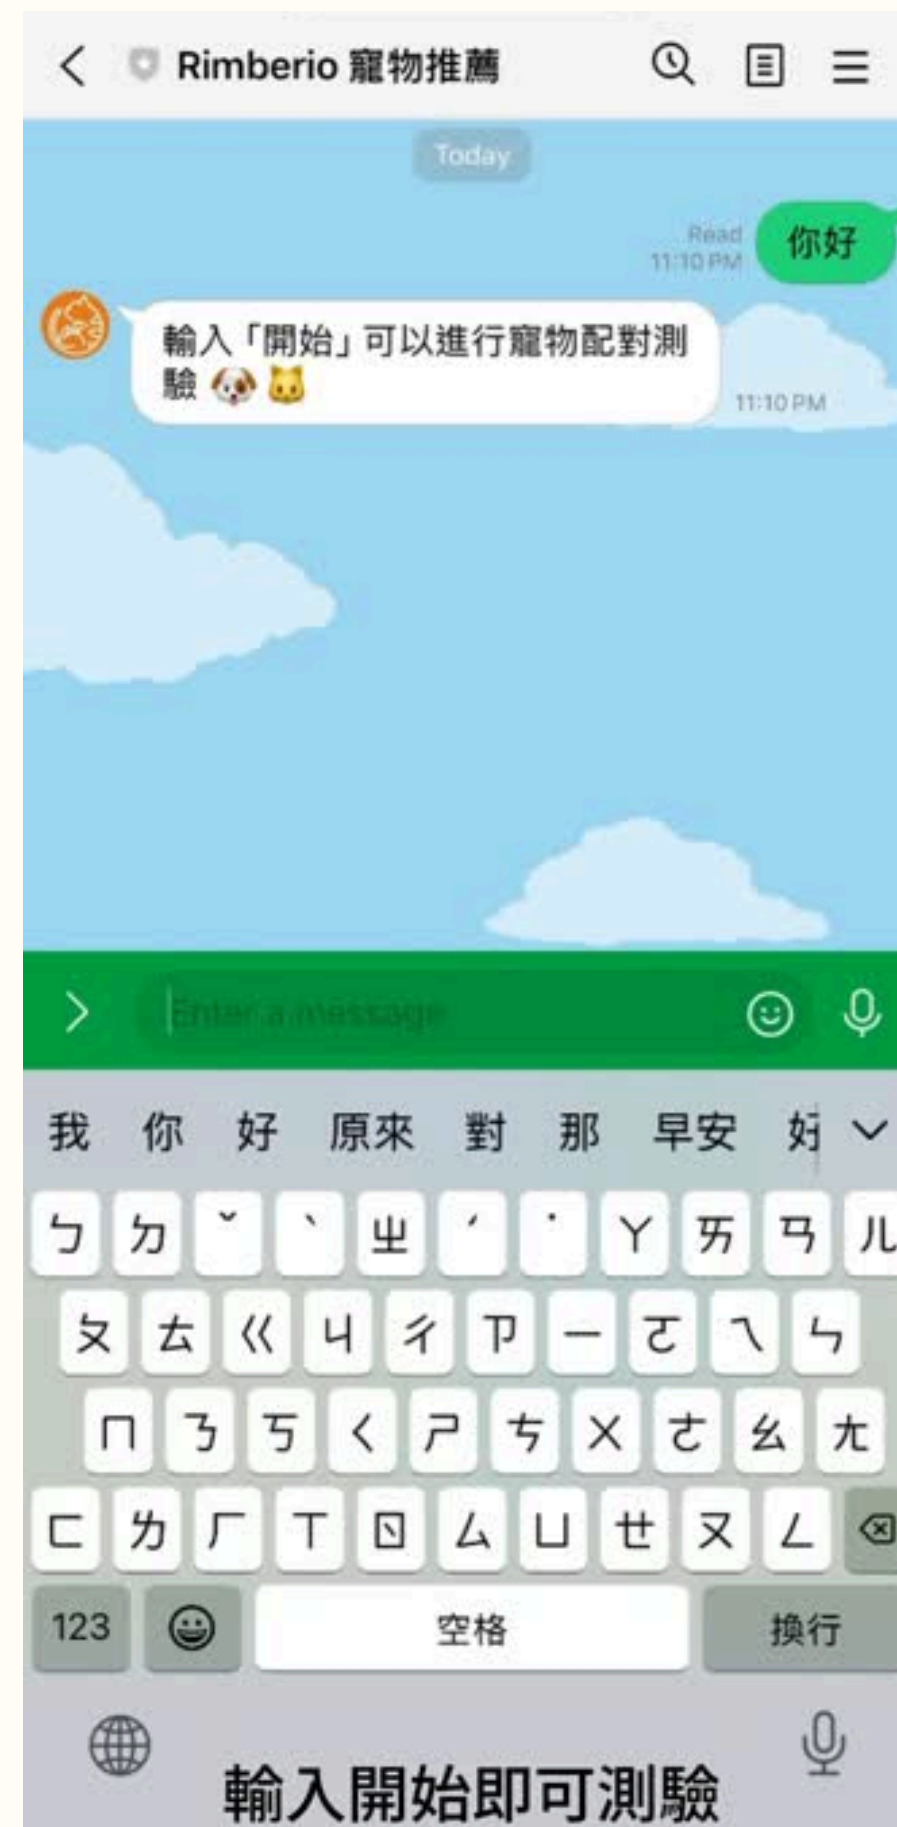 Rimberio 寵物推薦
Today
你好
Read
11:10 PM
輸入「開始」可以進行寵物配對測
驗 🐶 🐱
11:10 PM
Enter a message
我 你 好 原來 對 那 早安 好
ㄅ ㄉ ˇ ˋ ㄓ ˊ ˙ ㄚ ㄞ ㄢ ㄦ
ㄆ ㄊ ㄍ ㄐ ㄔ ㄗ ㄧ ㄛ ㄟ ㄣ
ㄇ ㄋ ㄎ ㄑ ㄕ ㄘ ㄨ ㄜ ㄠ ㄤ
ㄈ ㄌ ㄏ ㄒ ㄖ ㄙ ㄩ ㄝ ㄡ ㄥ
123 空格 換行
輸入開始即可測驗